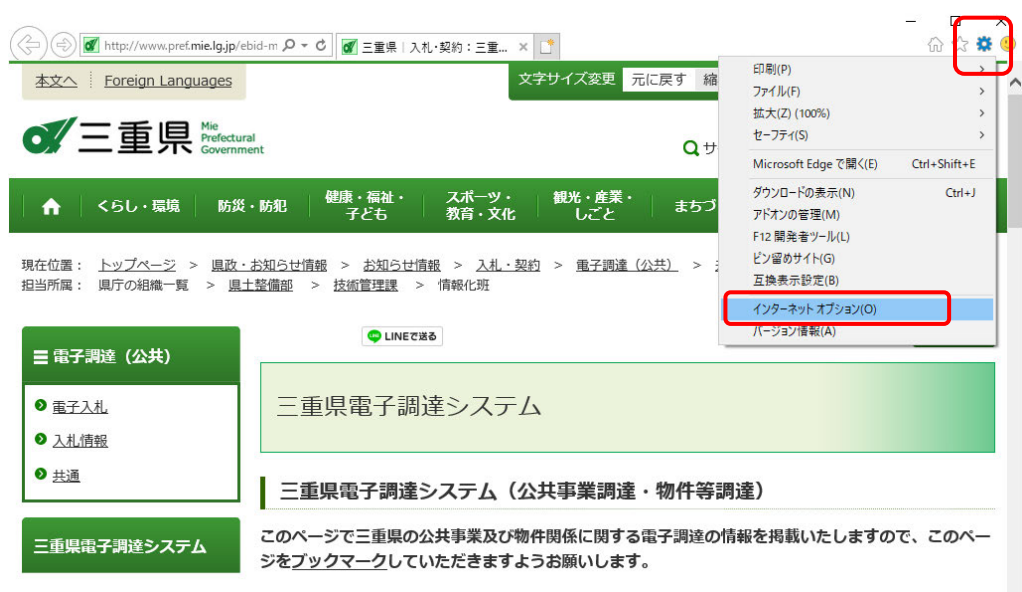 http://www.pref.mie.lg.jp/ebid-m
三重県｜入札・契約：三重...
本文へ
Foreign Languages
文字サイズ変更 元に戻す 縮
三重県 Mie Prefectural Government
サ
くらし・環境
防災・防犯
健康・福祉・
子ども
スポーツ・
教育・文化
観光・産業・
しごと
まちづ
印刷(P)
ファイル(F)
拡大(Z) (100%)
セーフティ(S)
Microsoft Edge で開く(E) Ctrl+Shift+E
ダウンロードの表示(N) Ctrl+J
アドオンの管理(M)
F12 開発者ツール(L)
ピン留めサイト(G)
互換表示設定(B)
インターネット オプション(O)
バージョン情報(A)
現在位置： トップページ > 県政・お知らせ情報 > お知らせ情報 > 入札・契約 > 電子調達（公共） >
担当所属： 県庁の組織一覧 > 県土整備部 > 技術管理課 > 情報化班
LINEで送る
電子調達（公共）
電子入札
入札情報
共通
三重県電子調達システム
三重県電子調達システム
三重県電子調達システム（公共事業調達・物件等調達）
このページで三重県の公共事業及び物件関係に関する電子調達の情報を掲載いたしますので、このペー
ジをブックマークしていただきますようお願いします。